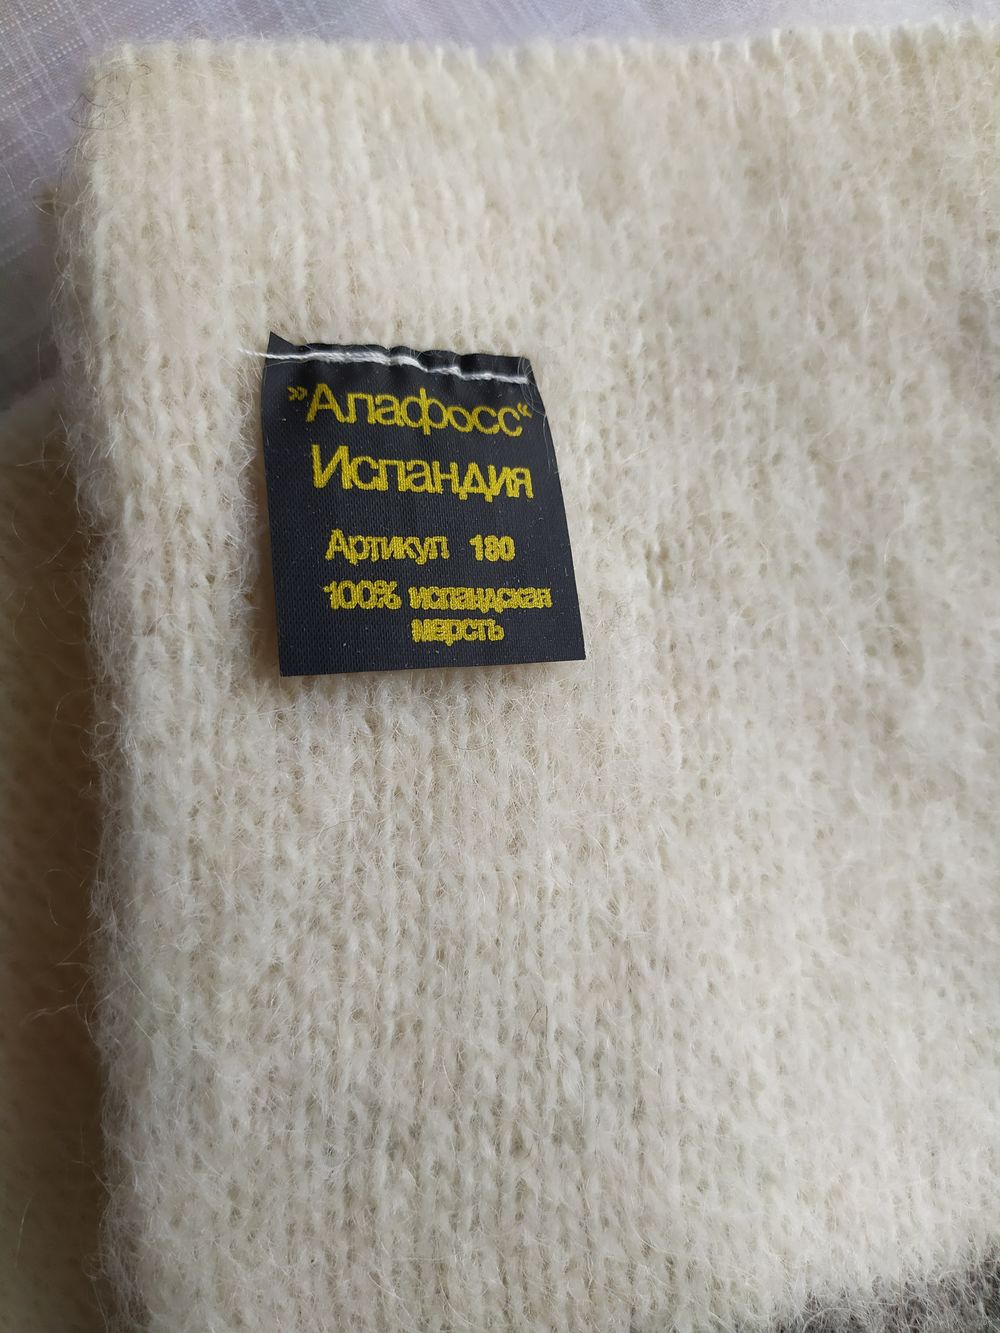 »Алафосс“
Исландия
Артикул 180
100% исландская
шерсть